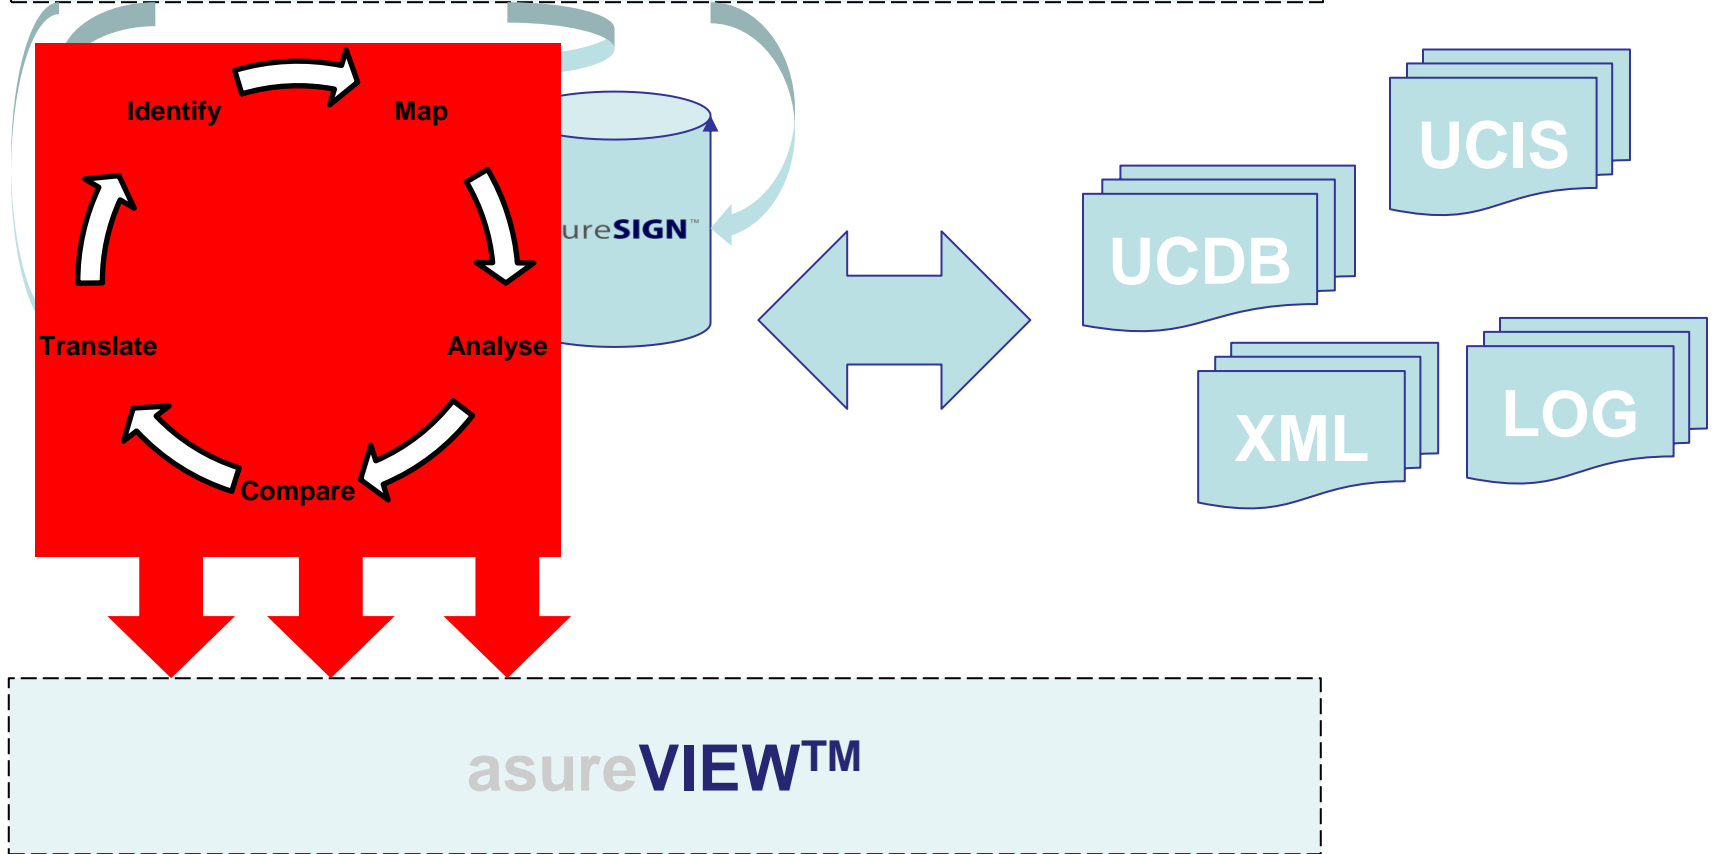 Identify
Map
UCIS
ureSIGN™
UCDB
Translate
Analyse
LOG
XML
Compare
asureVIEWTM